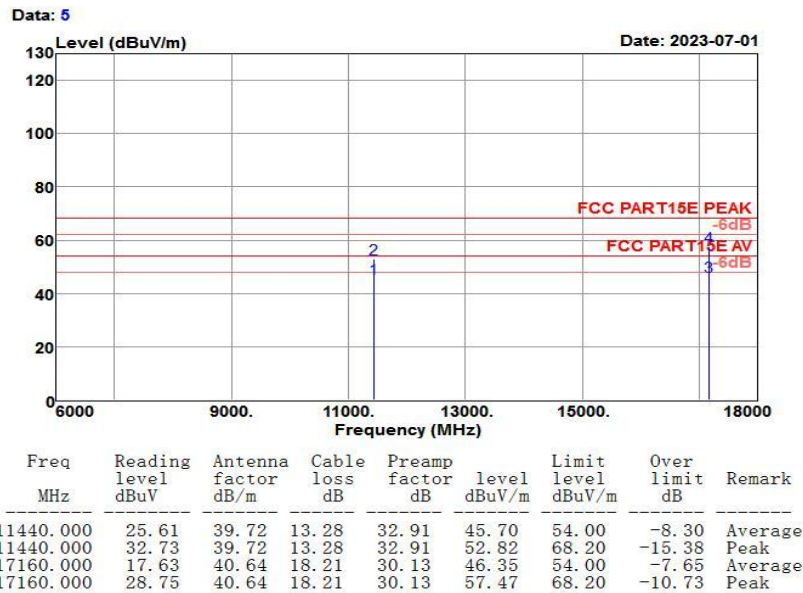 Data: 5
Level (dBuV/m) Date: 2023-07-01
130
120
100
80
FCC PART15E PEAK
-6dB
60
2
4
FCC PART15E AV
1
3
-6dB
40
20
0
6000 9000. 11000. 13000. 15000. 18000
Frequency (MHz)
Freq Reading Antenna Cable Preamp Limit Over
level factor loss factor level level limit Remark
MHz dBuV dB/m dB dB dBuV/m dBuV/m dB
11440.000 25.61 39.72 13.28 32.91 45.70 54.00 -8.30 Average
11440.000 32.73 39.72 13.28 32.91 52.82 68.20 -15.38 Peak
17160.000 17.63 40.64 18.21 30.13 46.35 54.00 -7.65 Average
17160.000 28.75 40.64 18.21 30.13 57.47 68.20 -10.73 Peak